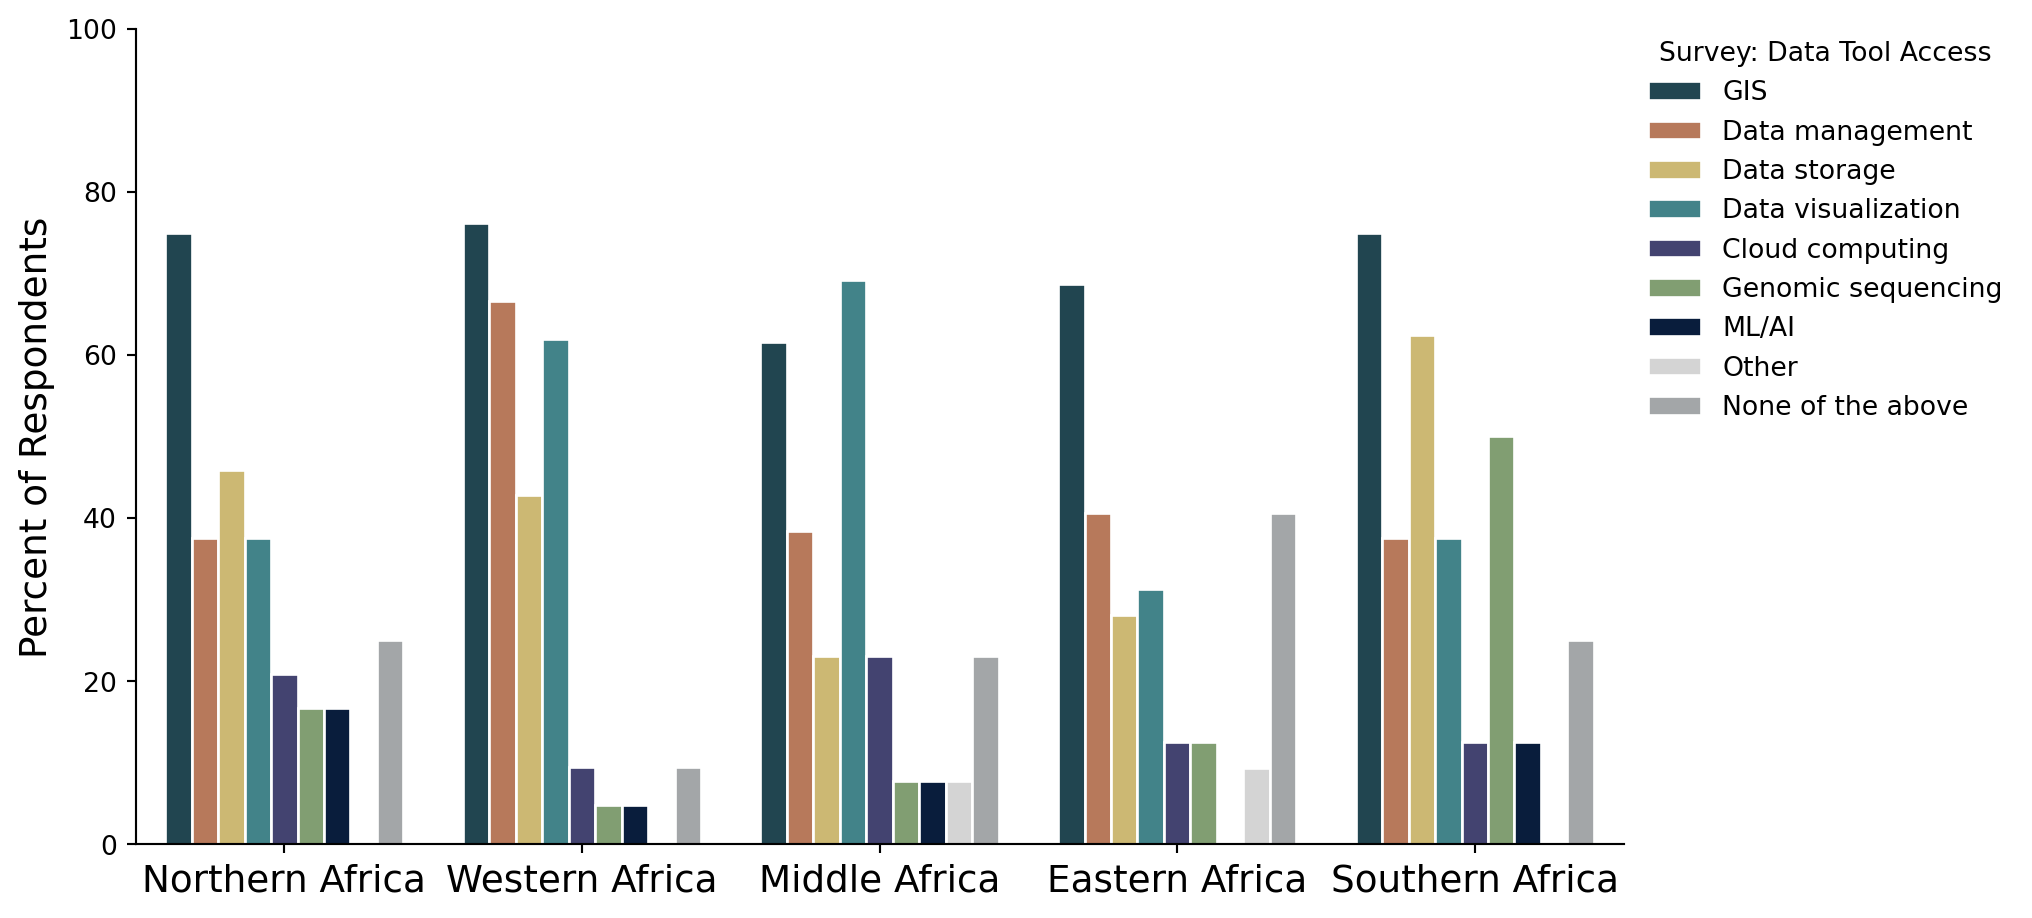 Percent of Respondents
100
80
60
40
20
0
Northern Africa
Western Africa
Middle Africa
Eastern Africa
Southern Africa
Survey: Data Tool Access
GIS
Data management
Data storage
Data visualization
Cloud computing
Genomic sequencing
ML/AI
Other
None of the above